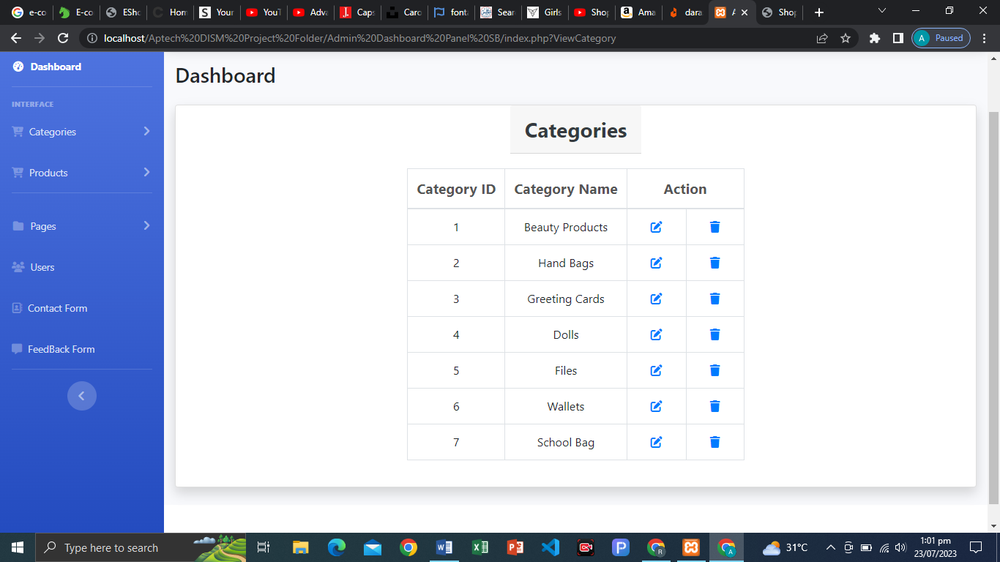 e-co
E-co
ESho
Hom
Your
YouT
Adva
Caps
Caro
font
Sear
Girls
Shop
Ama
dara
A
Shop
localhost/Aptech%20DISM%20Project%20Folder/Admin%20Dashboard%20Panel%20SB/index.php?ViewCategory
A Paused
Dashboard
INTERFACE
Categories
Products
Pages
Users
Contact Form
FeedBack Form
Dashboard
Categories
Category ID Category Name Action
1 Beauty Products
2 Hand Bags
3 Greeting Cards
4 Dolls
5 Files
6 Wallets
7 School Bag
Type here to search
31°C
1:01 pm
23/07/2023